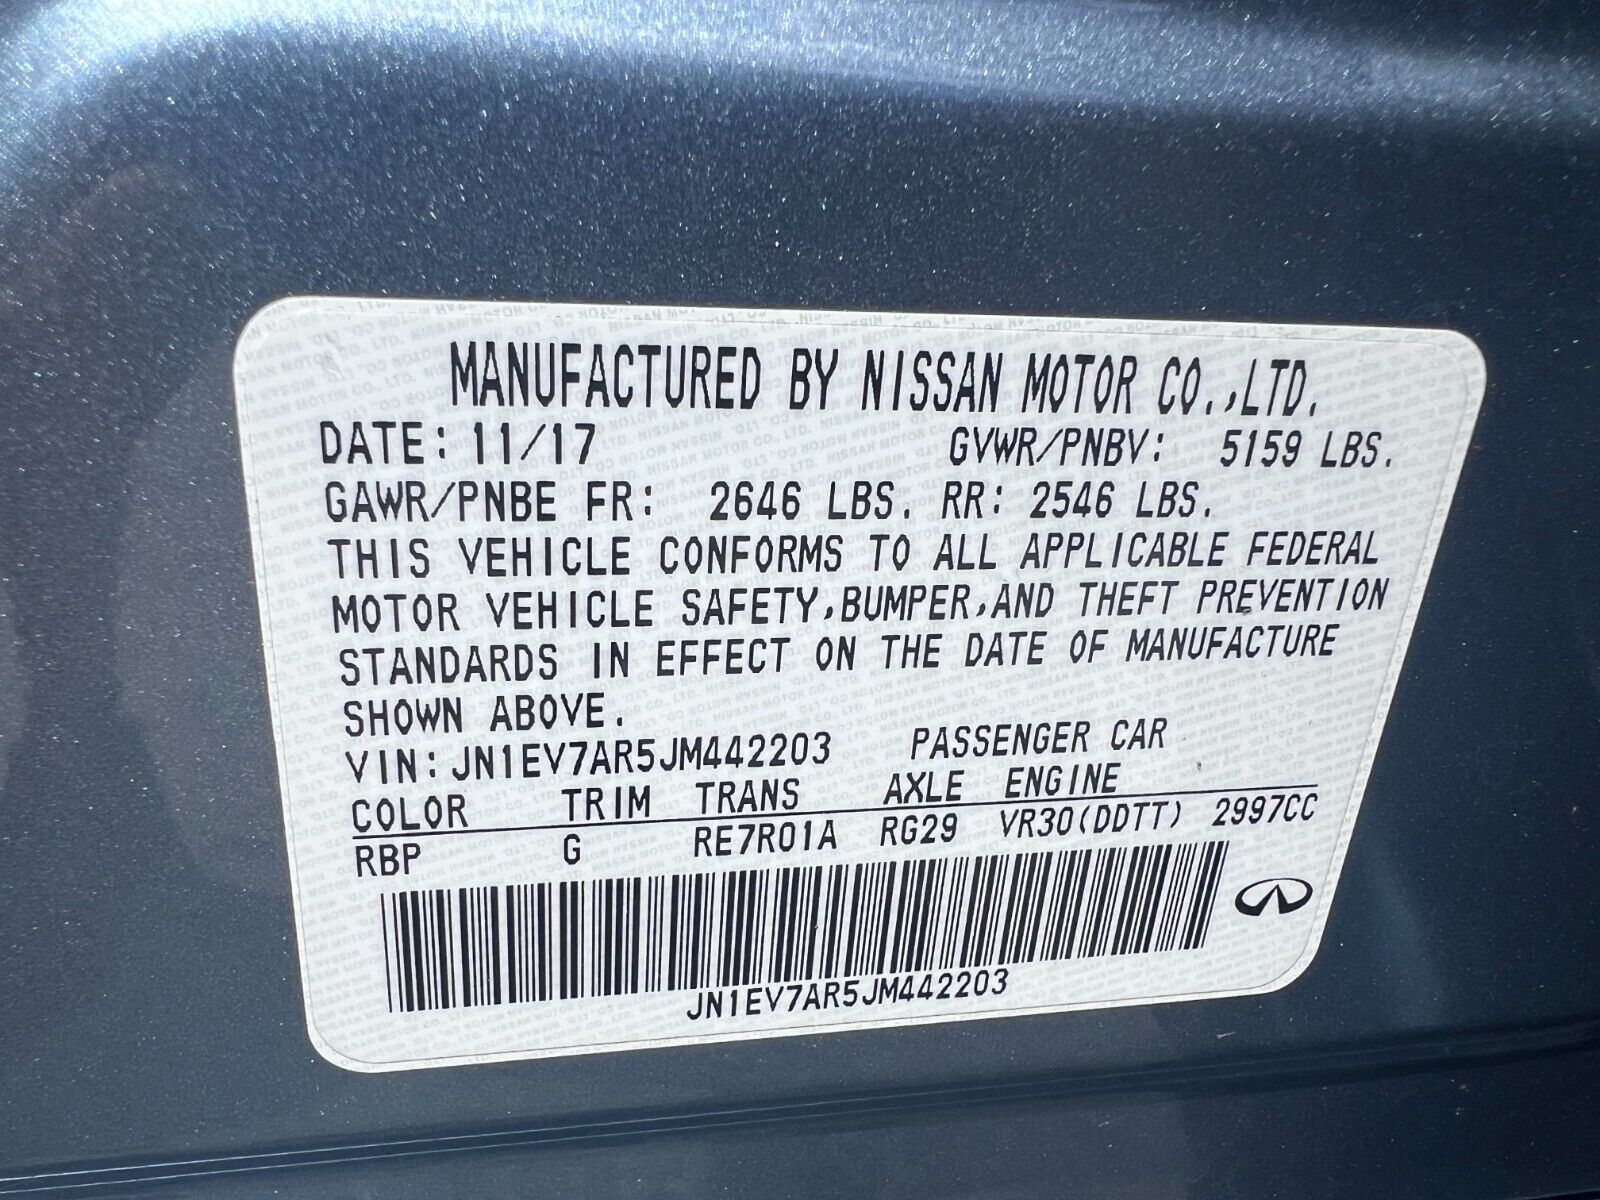 MANUFACTURED BY NISSAN MOTOR CO.,LTD.
DATE: 11/17 GVWR/PNBV: 5159 LBS.
GAWR/PNBE FR: 2646 LBS. RR: 2546 LBS.
THIS VEHICLE CONFORMS TO ALL APPLICABLE FEDERAL
MOTOR VEHICLE SAFETY,BUMPER,AND THEFT PREVENTION
STANDARDS IN EFFECT ON THE DATE OF MANUFACTURE
SHOWN ABOVE.
VIN:JN1EV7AR5JM442203 PASSENGER CAR
COLOR TRIM TRANS AXLE ENGINE
RBP G RE7R01A RG29 VR30(DDTT) 2997CC
JN1EV7AR5JM442203